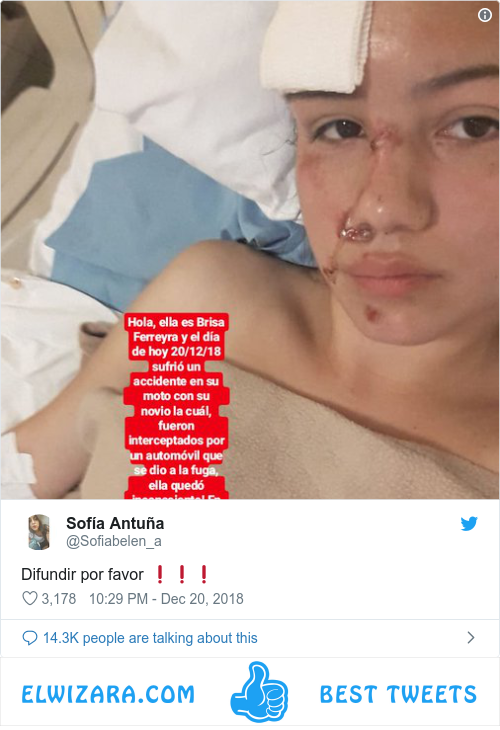 Hola, ella es Brisa
Ferreyra y el día
de hoy 20/12/18
sufrió un
accidente en su
moto con su
novio la cuál,
fueron
interceptados por
un automóvil que
se dio a la fuga,
ella quedó
Sofía Antuña
@Sofiabelen_a
Difundir por favor ❗❗❗
3,178 10:29 PM - Dec 20, 2018
14.3K people are talking about this
ELWIZARA.COM BEST TWEETS